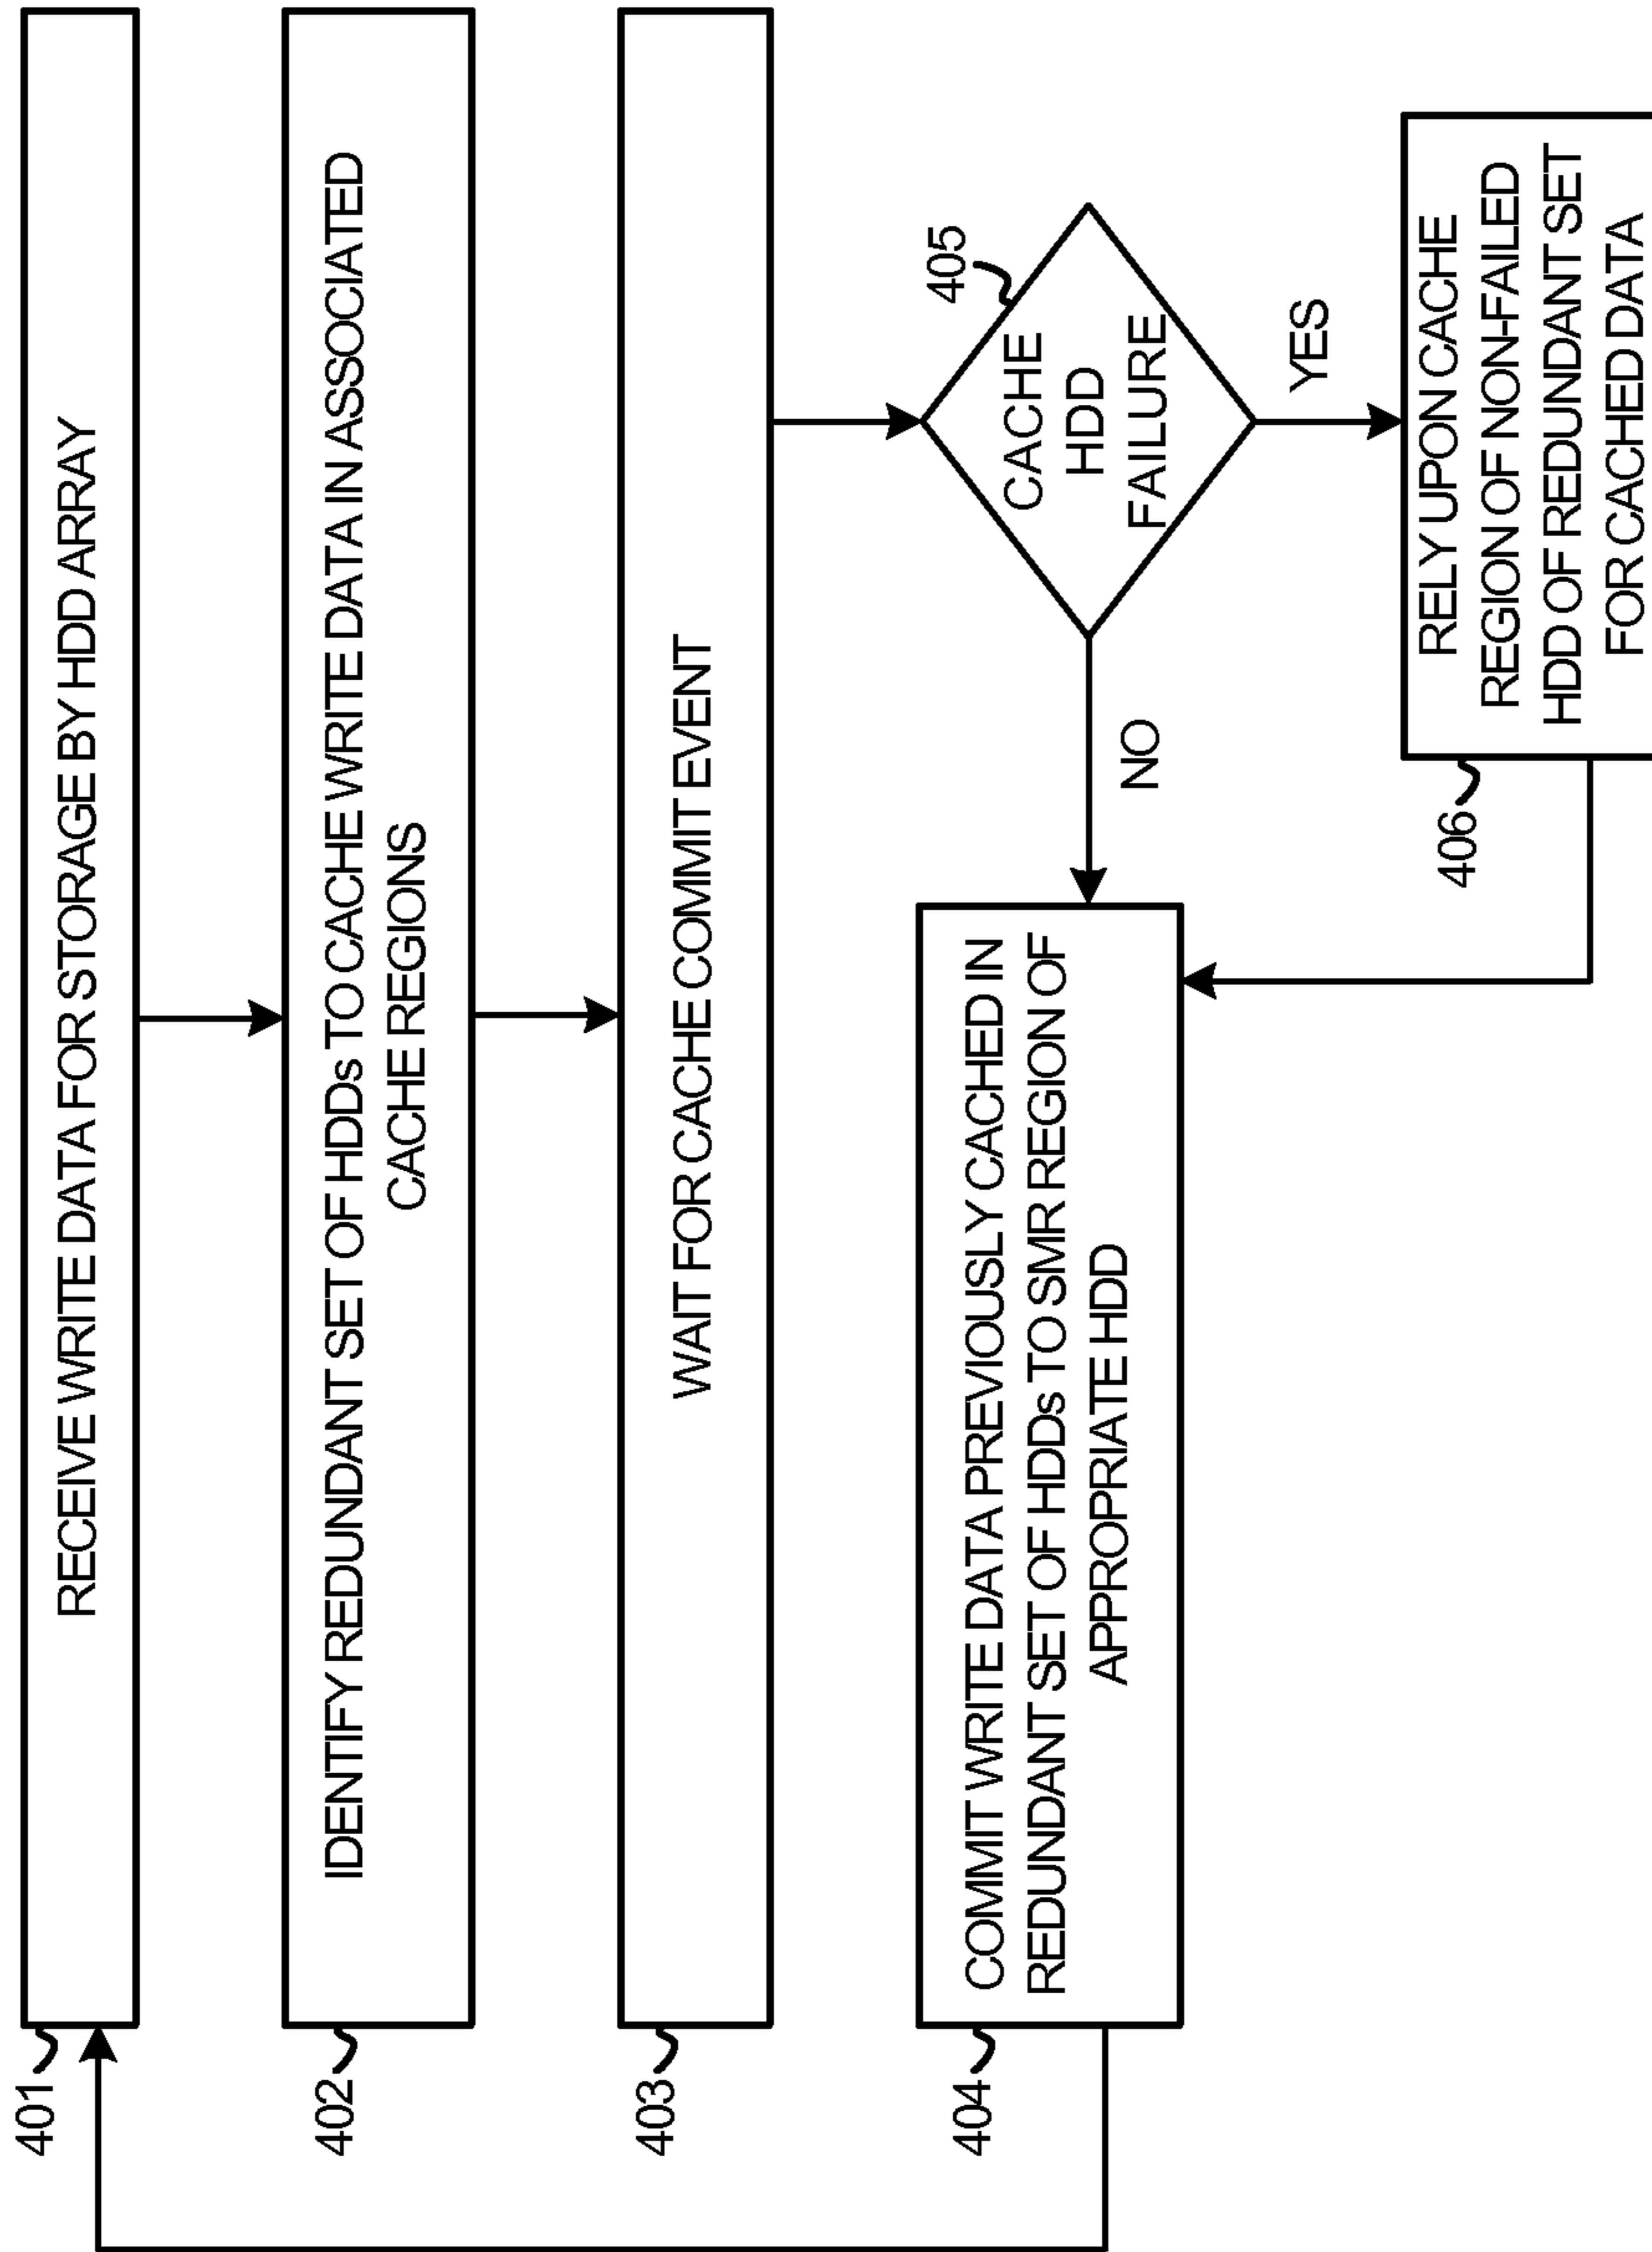 401
RECEIVE WRITE DATA FOR STORAGE BY HDD ARRAY
402
IDENTIFY REDUNDANT SET OF HDDs TO CACHE WRITE DATA IN ASSOCIATED
CACHE REGIONS
403
WAIT FOR CACHE COMMIT EVENT
404
COMMIT WRITE DATA PREVIOUSLY CACHED IN
REDUNDANT SET OF HDDs TO SMR REGION OF
APPROPRIATE HDD
NO
405
CACHE
HDD
FAILURE
YES
406
RELY UPON CACHE
REGION OF NON-FAILED
HDD OF REDUNDANT SET
FOR CACHED DATA